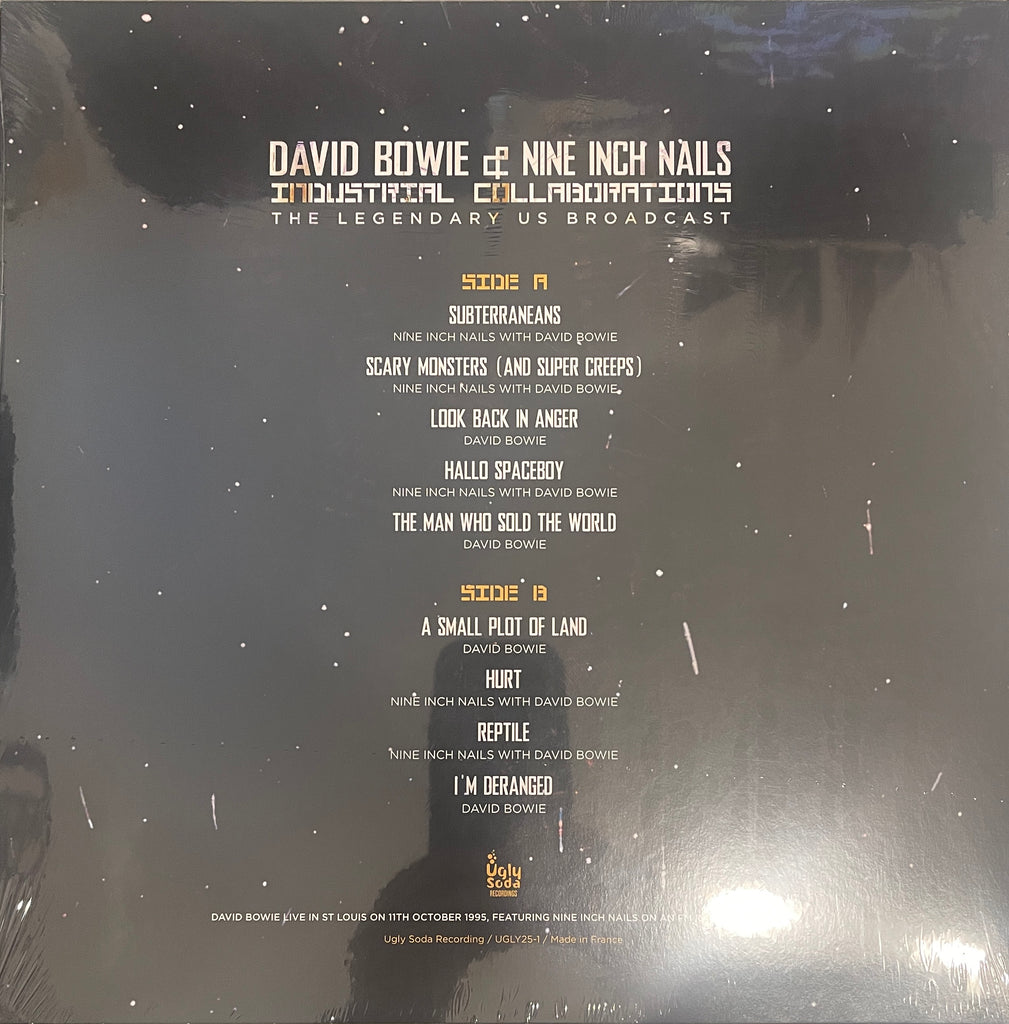 DAVID BOWIE & NINE INCH NAILS
INDUSTRIAL COLLABORATIONS
THE LEGENDARY US BROADCAST
SIDE A
SUBTERRANEANS
NINE INCH NAILS WITH DAVID BOWIE
SCARY MONSTERS (AND SUPER CREEPS)
NINE INCH NAILS WITH DAVID BOWIE
LOOK BACK IN ANGER
DAVID BOWIE
HALLO SPACEBOY
NINE INCH NAILS WITH DAVID BOWIE
THE MAN WHO SOLD THE WORLD
DAVID BOWIE
SIDE B
A SMALL PLOT OF LAND
DAVID BOWIE
HURT
NINE INCH NAILS WITH DAVID BOWIE
REPTILE
NINE INCH NAILS WITH DAVID BOWIE
I'M DERANGED
DAVID BOWIE
Ugly
Soda
RECORDINGS
DAVID BOWIE LIVE IN ST LOUIS ON 11TH OCTOBER 1995, FEATURING NINE INCH NAILS ON AN FM
Ugly Soda Recording / UGLY25-1 / Made in France